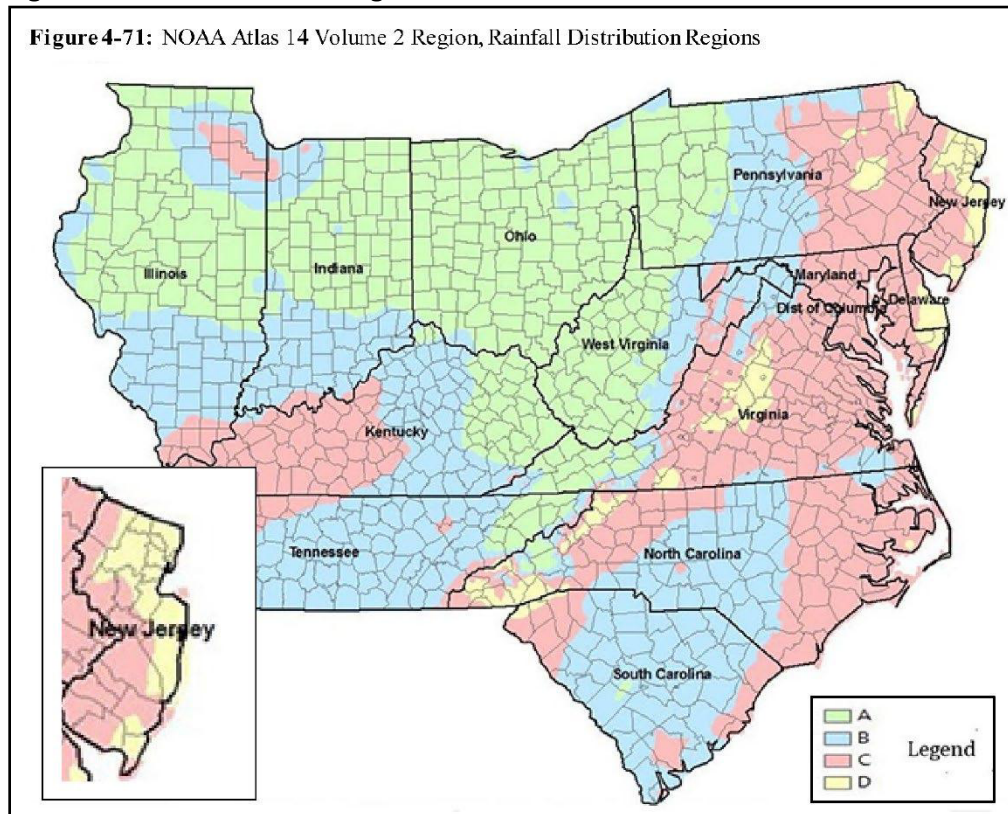 Figure 4-71: NOAA Atlas 14 Volume 2 Region, Rainfall Distribution Regions
Pennsylvania
New Jersey
Ohio
Illinois
Indiana
Maryland
Delaware
Dist of Columbia
West Virginia
Virginia
Kentucky
Tennessee
North Carolina
South Carolina
New Jersey
A
B
C
D
Legend